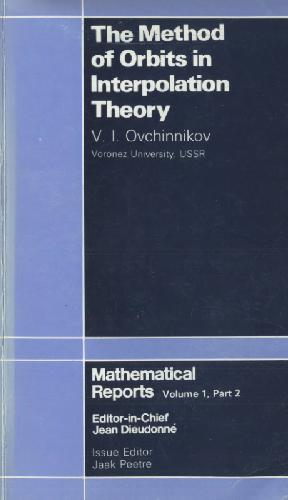 The Method
of Orbits in
Interpolation
Theory
V. I. Ovchinnikov
Voronez University, USSR
Mathematical
Reports Volume 1, Part 2
Editor-in-Chief
Jean Dieudonné
Issue Editor
Jaak Peetre